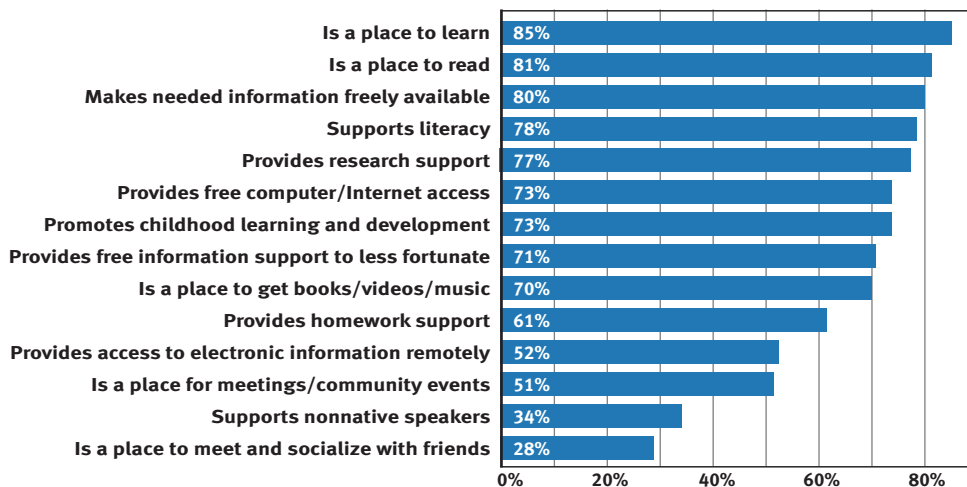 Is a place to learn 85%
Is a place to read 81%
Makes needed information freely available 80%
Supports literacy 78%
Provides research support 77%
Provides free computer/Internet access 73%
Promotes childhood learning and development 73%
Provides free information support to less fortunate 71%
Is a place to get books/videos/music 70%
Provides homework support 61%
Provides access to electronic information remotely 52%
Is a place for meetings/community events 51%
Supports nonnative speakers 34%
Is a place to meet and socialize with friends 28%
0% 20% 40% 60% 80%